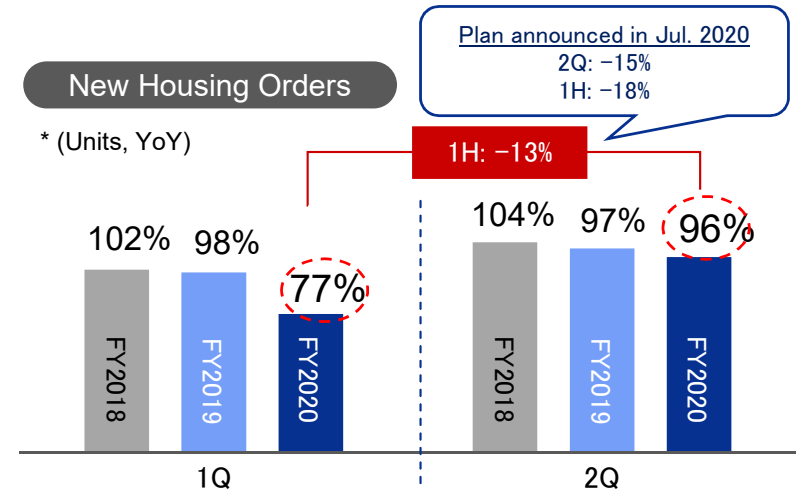 Plan announced in Jul. 2020
2Q: −15%
1H: −18%
New Housing Orders
* (Units, YoY)
1H: −13%
102%
98%
77%
104%
97%
96%
FY2018
FY2019
FY2020
FY2018
FY2019
FY2020
1Q
2Q